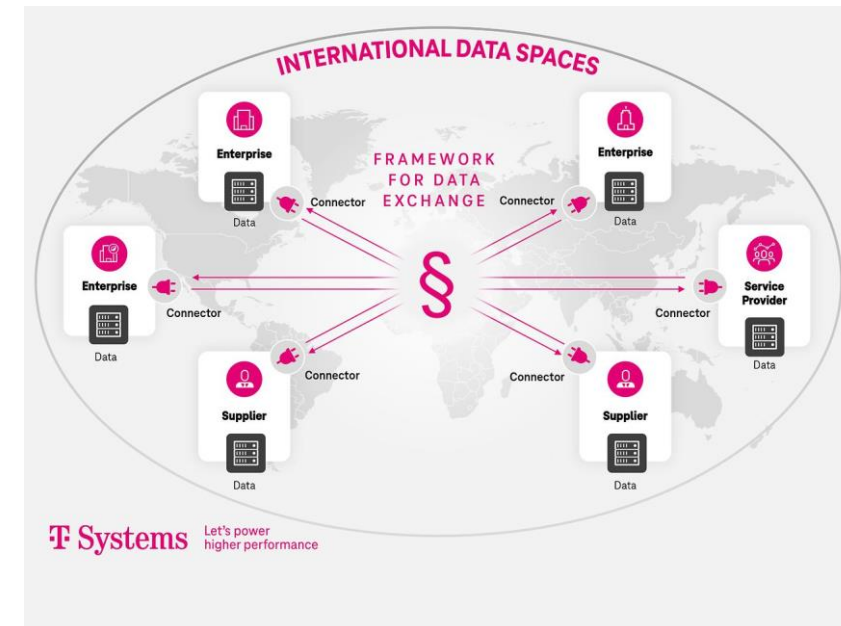 INTERNATIONAL DATA SPACES
Enterprise
Data
Connector
FRAMEWORK
FOR DATA
EXCHANGE
§
Enterprise
Data
Connector
Enterprise
Data
Connector
Service
Provider
Data
Connector
Supplier
Data
Connector
Supplier
Data
Connector
T Systems
Let's power
higher performance